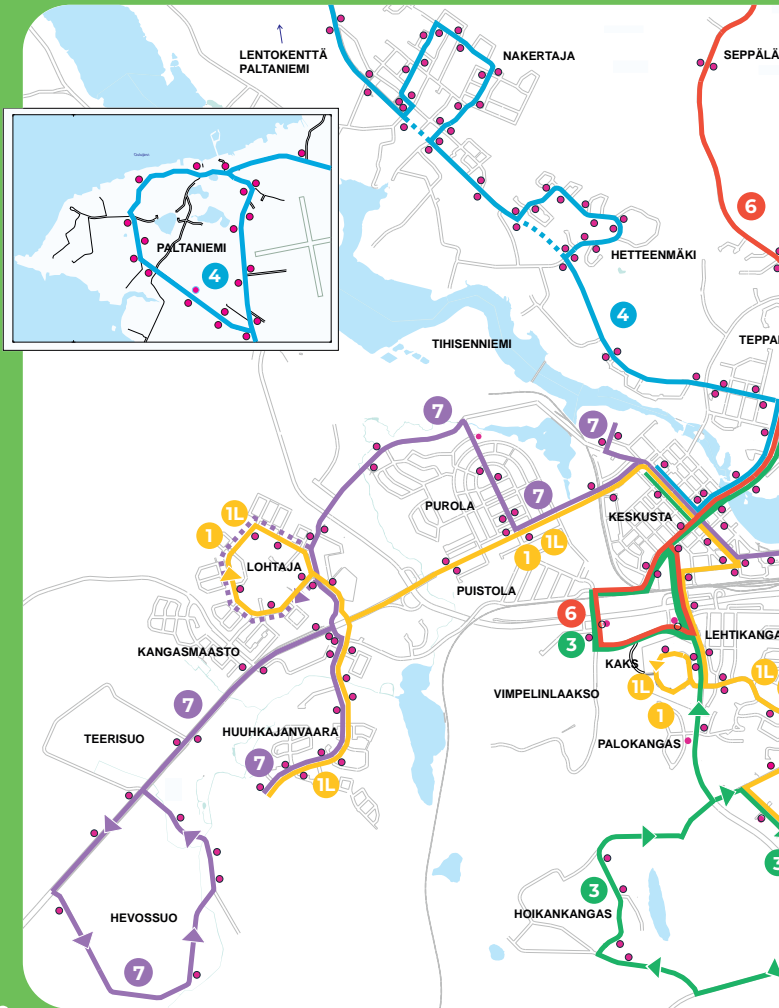 LENTOKENTTÄ
PALTANIEMI
NAKERTAJA
SEPPÄLÄ
6
PALTANIEMI
4
HETTEENMÄKI
4
TIHISENNIEMI
7
7
PUROLA
7
1L
1
KESKUSTA
1L
1
LOHTAJA
PUISTOLA
6
3
KANGASMAASTO
KAKS
VIMPELINLAAKSO
1L
1
1L
7
TEERISUO
HUUHKAJANVAARA
7
1L
PALOKANGAS
3
3
HOIKANKANGAS
HEVOSSUO
7